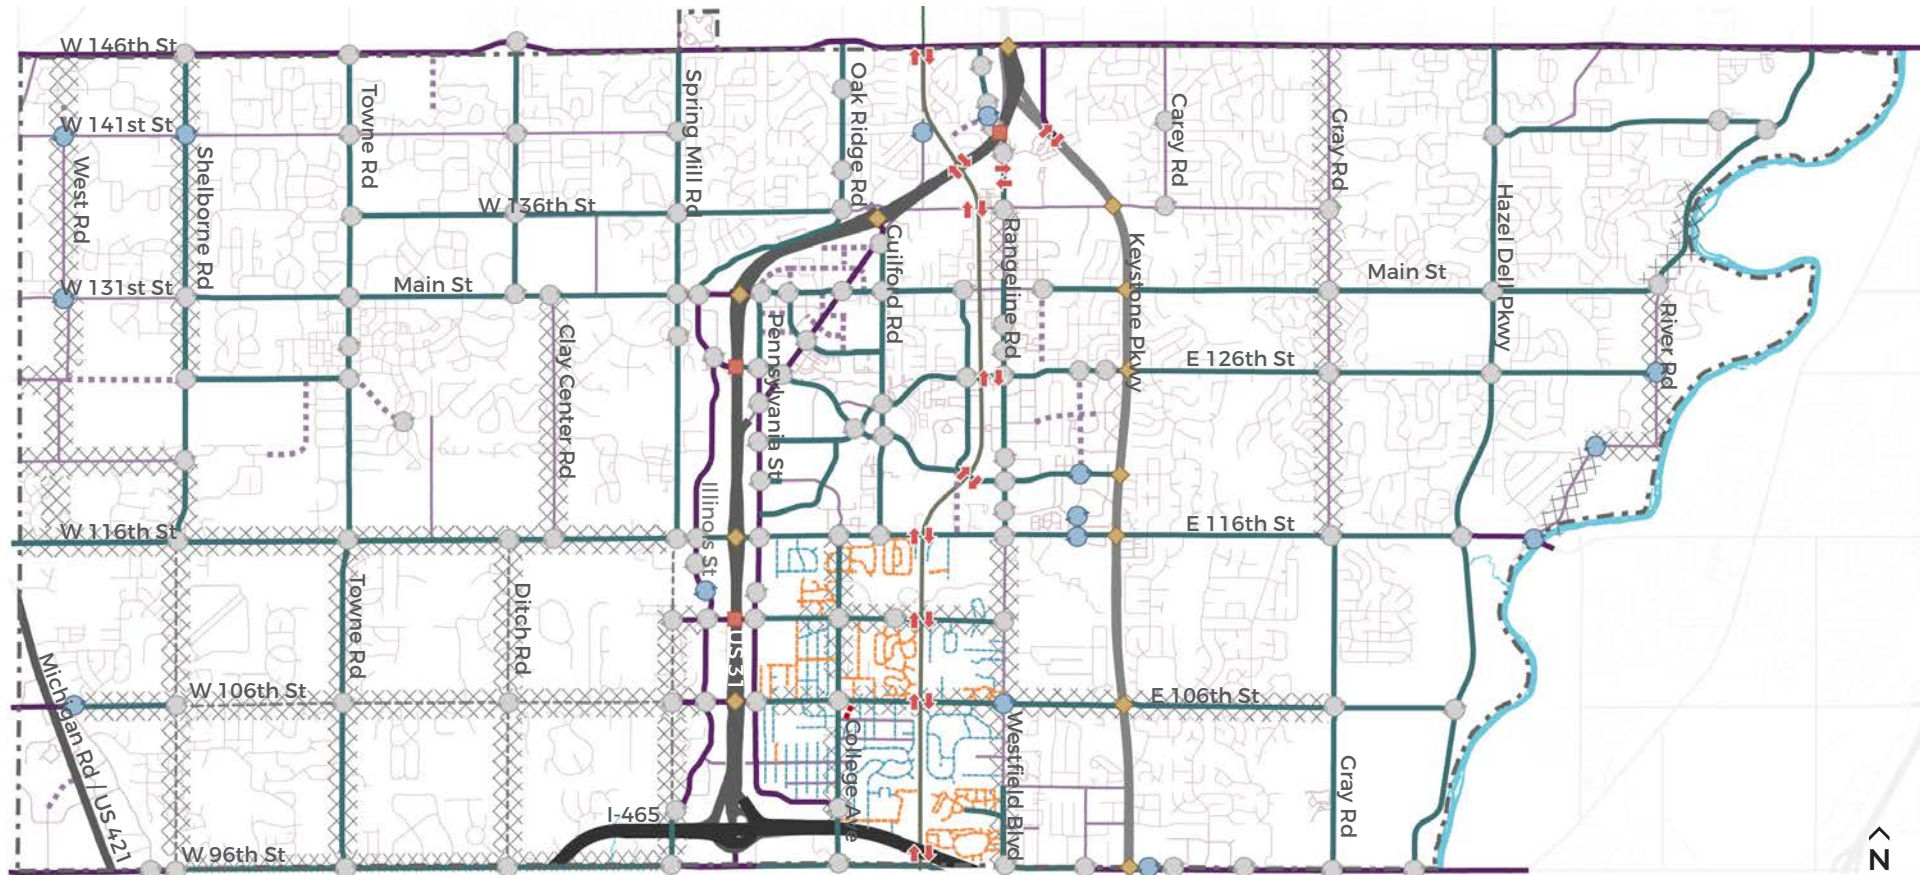 W 146th St
Towne Rd
Spring Mill Rd
Oak Ridge Rd
Carey Rd
Gray Rd
W 141st St
West Rd
Shelborne Rd
W 136th St
Hazel Dell Pkwy
Guilford Rd
Rangeline Rd
Keystone Pkwy
W 131st St
Main St
Main St
River Rd
Clay Center Rd
Pennsylvania St
E 126th St
Illinois St
W 116th St
E 116th St
Towne Rd
Ditch Rd
US 31
Michigan Rd / US 421
W 106th St
E 106th St
College Ave
Westfield Blvd
Gray Rd
I-465
W 96th St
N